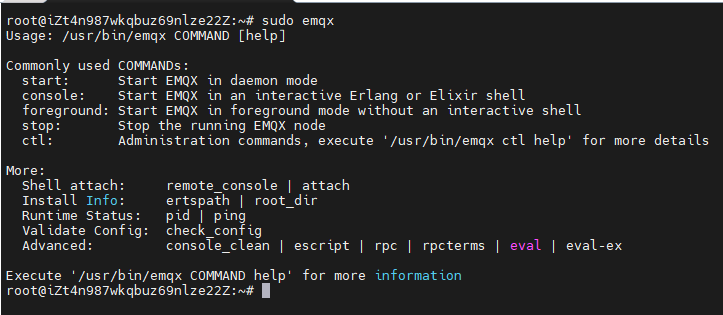 root@iZt4n987wkqbuz69nlze22Z:~# sudo emqx
Usage: /usr/bin/emqx COMMAND [help]
Commonly used COMMANDs:
start: Start EMQX in daemon mode
console: Start EMQX in an interactive Erlang or Elixir shell
foreground: Start EMQX in foreground mode without an interactive shell
stop: Stop the running EMQX node
ctl: Administration commands, execute '/usr/bin/emqx ctl help' for more details
More:
Shell attach: remote_console | attach
Install Info: ertspath | root_dir
Runtime Status: pid | ping
Validate Config: check_config
Advanced: console_clean | escript | rpc | rpcterms | eval | eval-ex
Execute '/usr/bin/emqx COMMAND help' for more information
root@iZt4n987wkqbuz69nlze22Z:~#